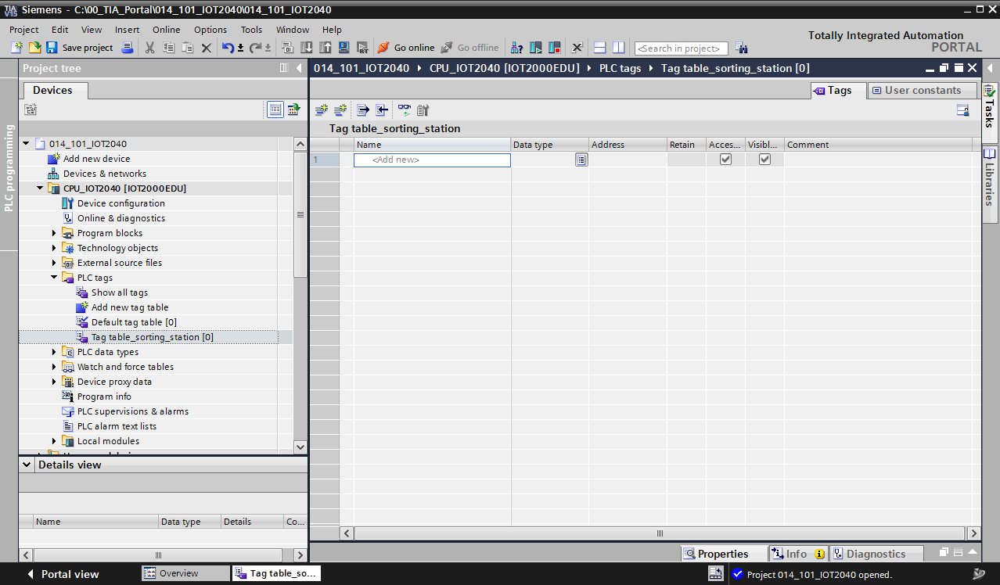 TIA V15 Siemens - C:\00_TIA_Portal\014_101_IOT2040\014_101_IOT2040
Project Edit View Insert Online Options Tools Window Help
Save project Go online Go offline <Search in project>
Totally Integrated Automation
PORTAL
Project tree
Devices
PLC programming
014_101_IOT2040
Add new device
Devices & networks
CPU_IOT2040 [IOT2000EDU]
Device configuration
Online & diagnostics
Program blocks
Technology objects
External source files
PLC tags
Show all tags
Add new tag table
Default tag table [0]
Tag table_sorting_station [0]
PLC data types
Watch and force tables
Device proxy data
Program info
PLC supervisions & alarms
PLC alarm text lists
Local modules
Details view
Name Data type Details Co...
014_101_IOT2040 CPU_IOT2040 [IOT2000EDU] PLC tags Tag table_sorting_station [0]
Tags User constants
Tag table_sorting_station
Name Data type Address Retain Acces... Visibl... Comment
1 <Add new>
Tasks
Libraries
Properties Info Diagnostics
Portal view Overview Tag table_so... Project 014_101_IOT2040 opened.